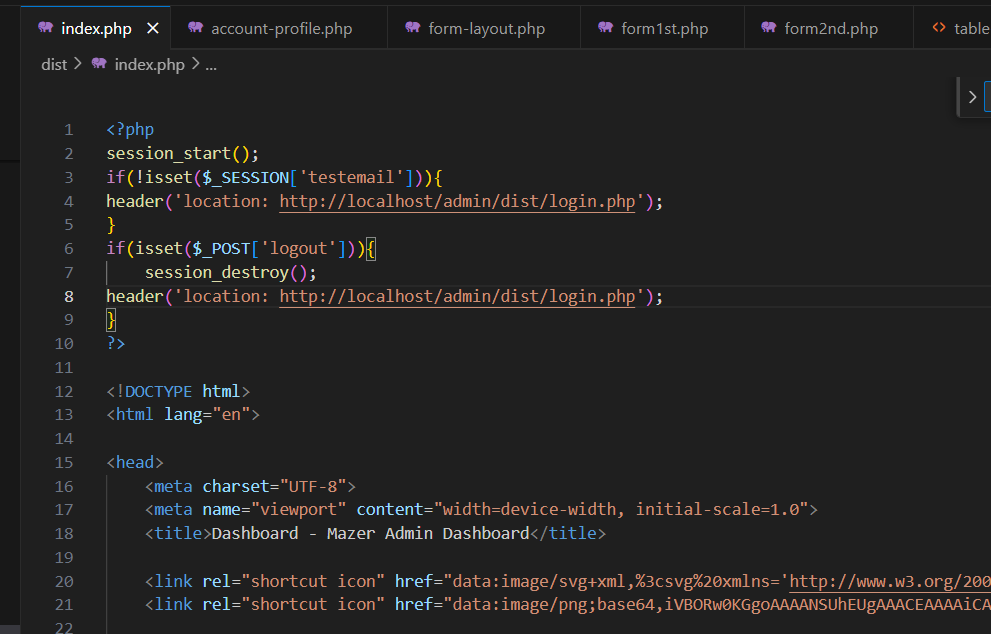 index.php × account-profile.php form-layout.php form1st.php form2nd.php <> table
dist > index.php > ...
1 <?php
2 session_start();
3 if(!isset($_SESSION['testemail'])){
4 header('location: http://localhost/admin/dist/login.php');
5 }
6 if(isset($_POST['logout'])){
7     session_destroy();
8 header('location: http://localhost/admin/dist/login.php');
9 }
10 ?>
11
12 <!DOCTYPE html>
13 <html lang="en">
14
15 <head>
16     <meta charset="UTF-8">
17     <meta name="viewport" content="width=device-width, initial-scale=1.0">
18     <title>Dashboard - Mazer Admin Dashboard</title>
19
20     <link rel="shortcut icon" href="data:image/svg+xml,%3csvg%20xmlns='http://www.w3.org/200
21     <link rel="shortcut icon" href="data:image/png;base64,iVBORw0KGgoAAAANSUhEUgAAACEAAAAiCA
22